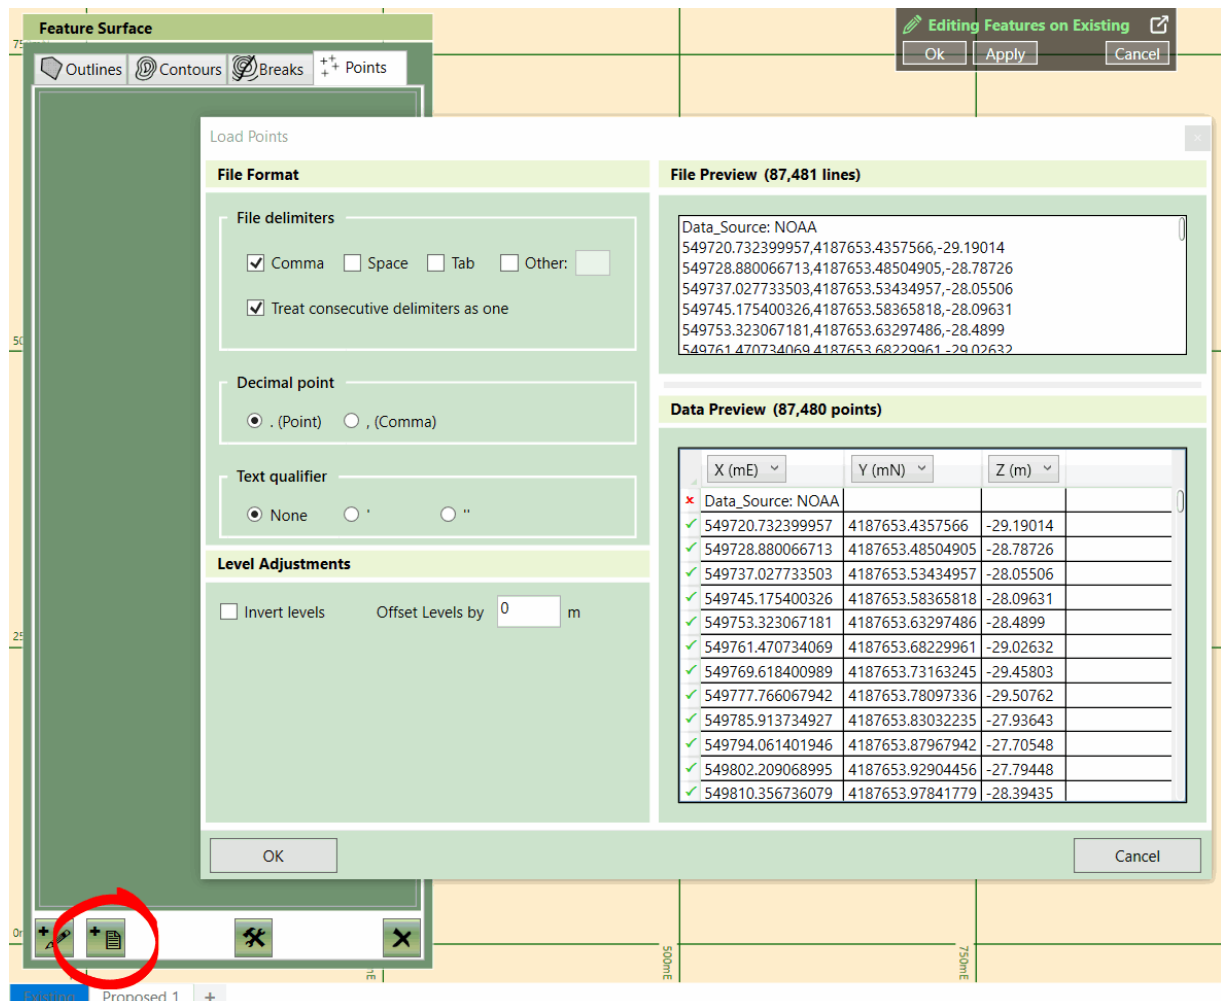 Feature Surface
Editing Features on Existing
Ok Apply Cancel
Outlines Contours Breaks Points
Load Points
File Format
File delimiters
Comma Space Tab Other:
Treat consecutive delimiters as one
Decimal point
. (Point) , (Comma)
Text qualifier
None ' "
Level Adjustments
Invert levels Offset Levels by 0 m
OK
File Preview (87,481 lines)
Data_Source: NOAA
549720.732399957,4187653.4357566,-29.19014
549728.880066713,4187653.48504905,-28.78726
549737.027733503,4187653.53434957,-28.05506
549745.175400326,4187653.58365818,-28.09631
549753.323067181,4187653.63297486,-28.4899
549761.470734069,4187653.68229961,-29.02632
Data Preview (87,480 points)
X (mE) Y (mN) Z (m)
Data_Source: NOAA
549720.732399957 4187653.4357566 -29.19014
549728.880066713 4187653.48504905 -28.78726
549737.027733503 4187653.53434957 -28.05506
549745.175400326 4187653.58365818 -28.09631
549753.323067181 4187653.63297486 -28.4899
549761.470734069 4187653.68229961 -29.02632
549769.618400989 4187653.73163245 -29.45803
549777.766067942 4187653.78097336 -29.50762
549785.913734927 4187653.83032235 -27.93643
549794.061401946 4187653.87967942 -27.70548
549802.209068995 4187653.92904456 -27.79448
549810.356736079 4187653.97841779 -28.39435
Cancel
500mE
750mE
Existing Proposed 1 +